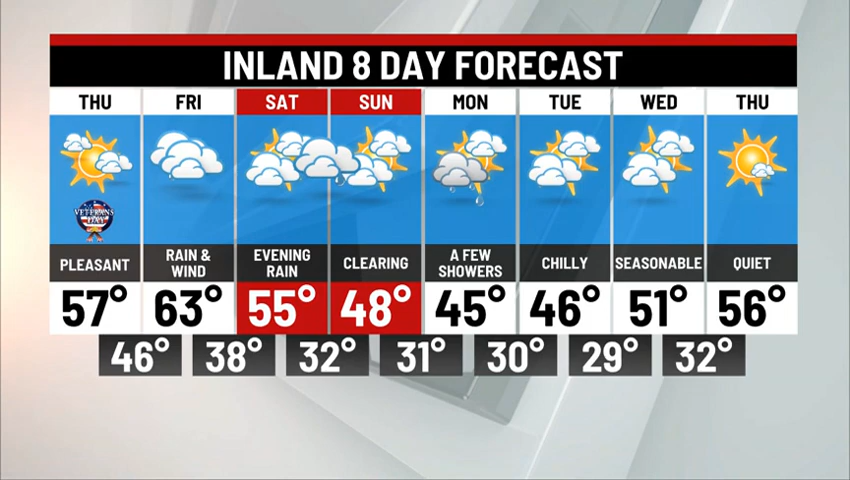 INLAND 8 DAY FORECAST
THU FRI SAT SUN MON TUE WED THU
VETERANS
DAY
PLEASANT
RAIN &
WIND
EVENING
RAIN
CLEARING
A FEW
SHOWERS
CHILLY
SEASONABLE
QUIET
57° 63° 55° 48° 45° 46° 51° 56°
46° 38° 32° 31° 30° 29° 32°